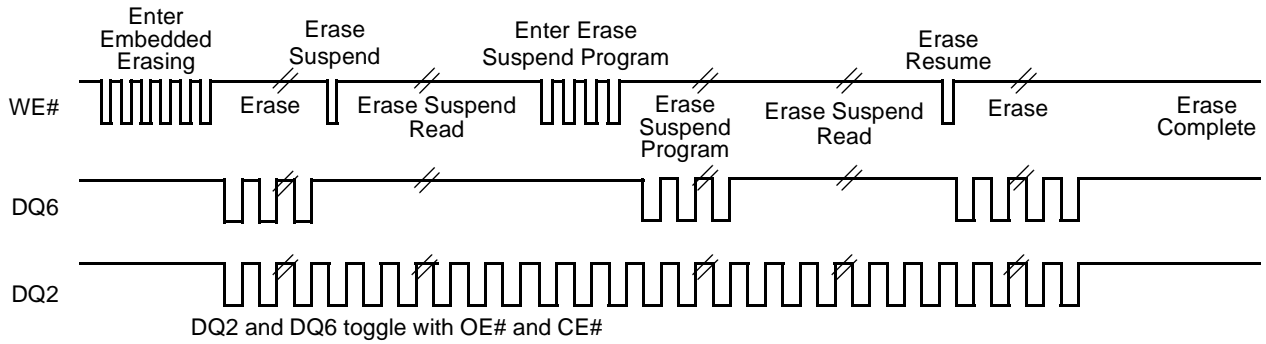 Enter
Embedded
Erasing
Erase
Suspend
Enter Erase
Suspend Program
Erase
Resume
WE#
Erase
Erase Suspend
Read
Erase
Suspend
Program
Erase Suspend
Read
Erase
Erase
Complete
DQ6
DQ2
DQ2 and DQ6 toggle with OE# and CE#